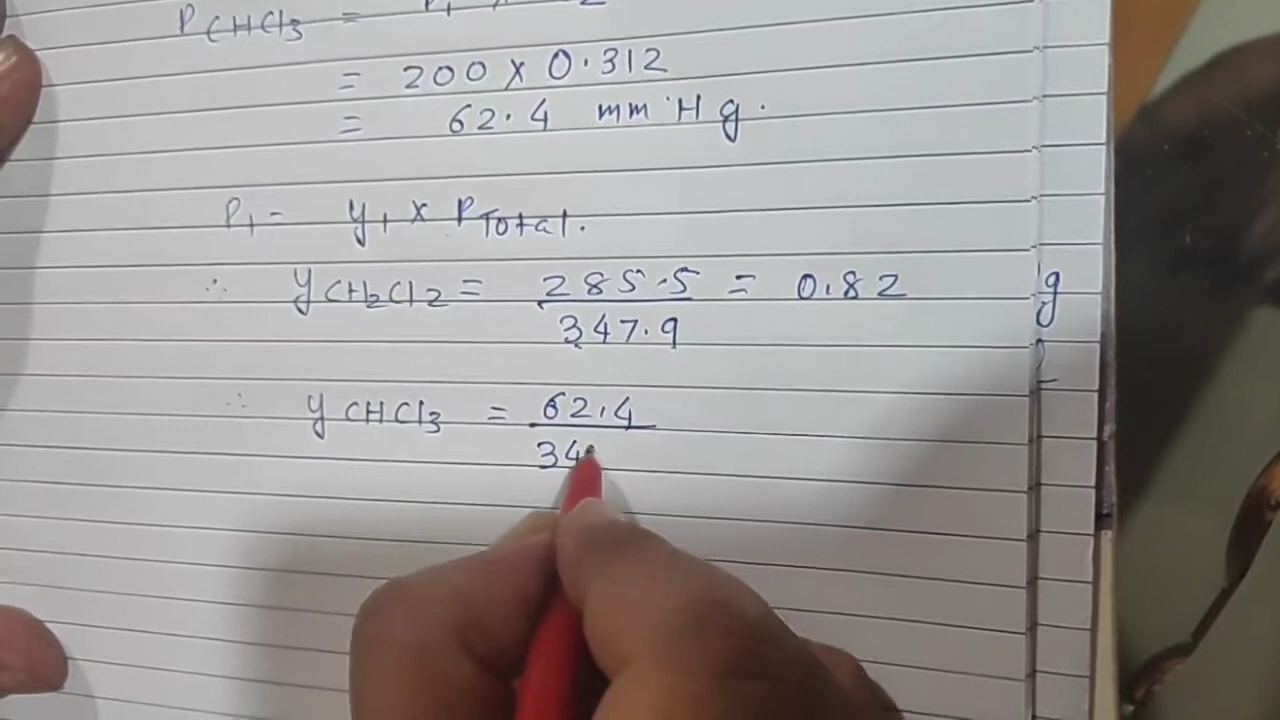 P CHCl3 =
= 200 x 0.312
= 62.4 mm Hg.
P1 - y1 x PTotal.
∴ yCH2Cl2 = 285.5 / 347.9 = 0.82
∴ y CHCl3 = 62.4 / 34